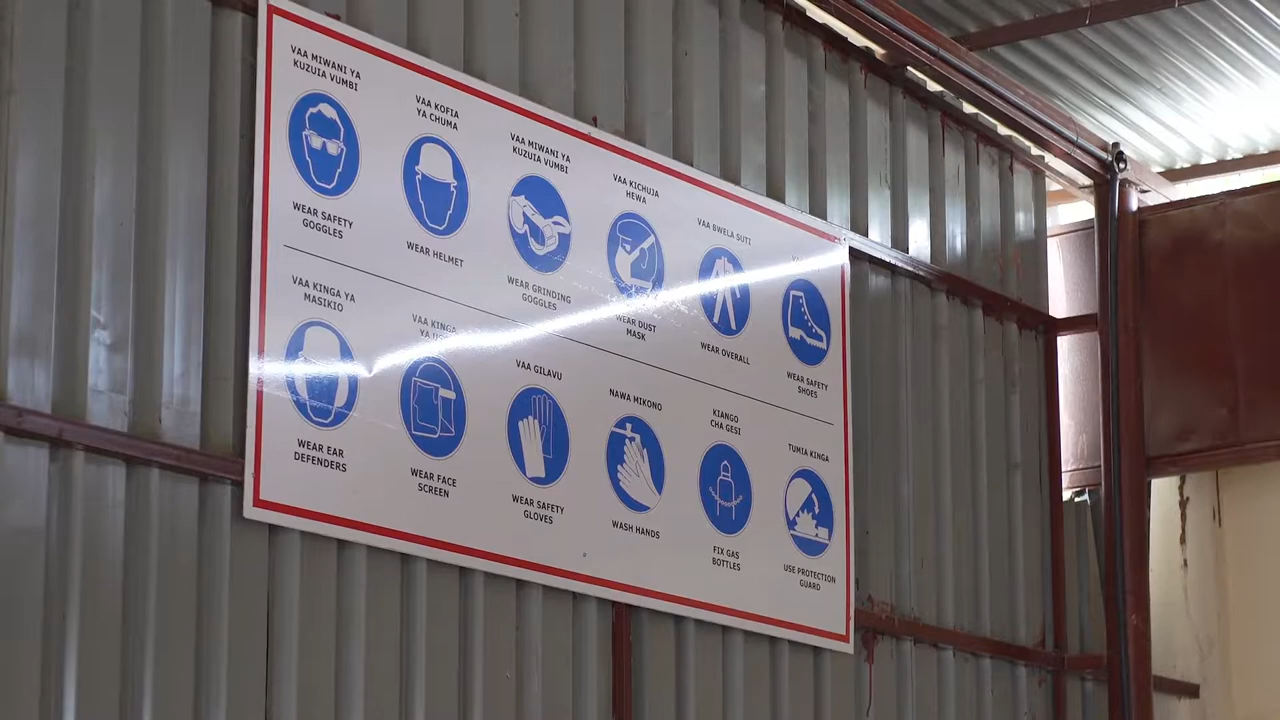 VAA MIWANI YA
KUZUIA VUMBI
WEAR SAFETY
GOGGLES
VAA KOFIA
YA CHUMA
WEAR HELMET
VAA MIWANI YA
KUZUIA VUMBI
WEAR GRINDING
GOGGLES
VAA KICHUJA
HEWA
WEAR DUST
MASK
VAA BWELA SUTI
WEAR OVERALL
WEAR SAFETY
SHOES
VAA KINGA YA
MASIKIO
WEAR EAR
DEFENDERS
VAA KINGA
YA
WEAR FACE
SCREEN
VAA GILAVU
WEAR SAFETY
GLOVES
NAWA MIKONO
WASH HANDS
KIANGO
CHA GESI
FIX GAS
BOTTLES
TUMIA KINGA
USE PROTECTION
GUARD